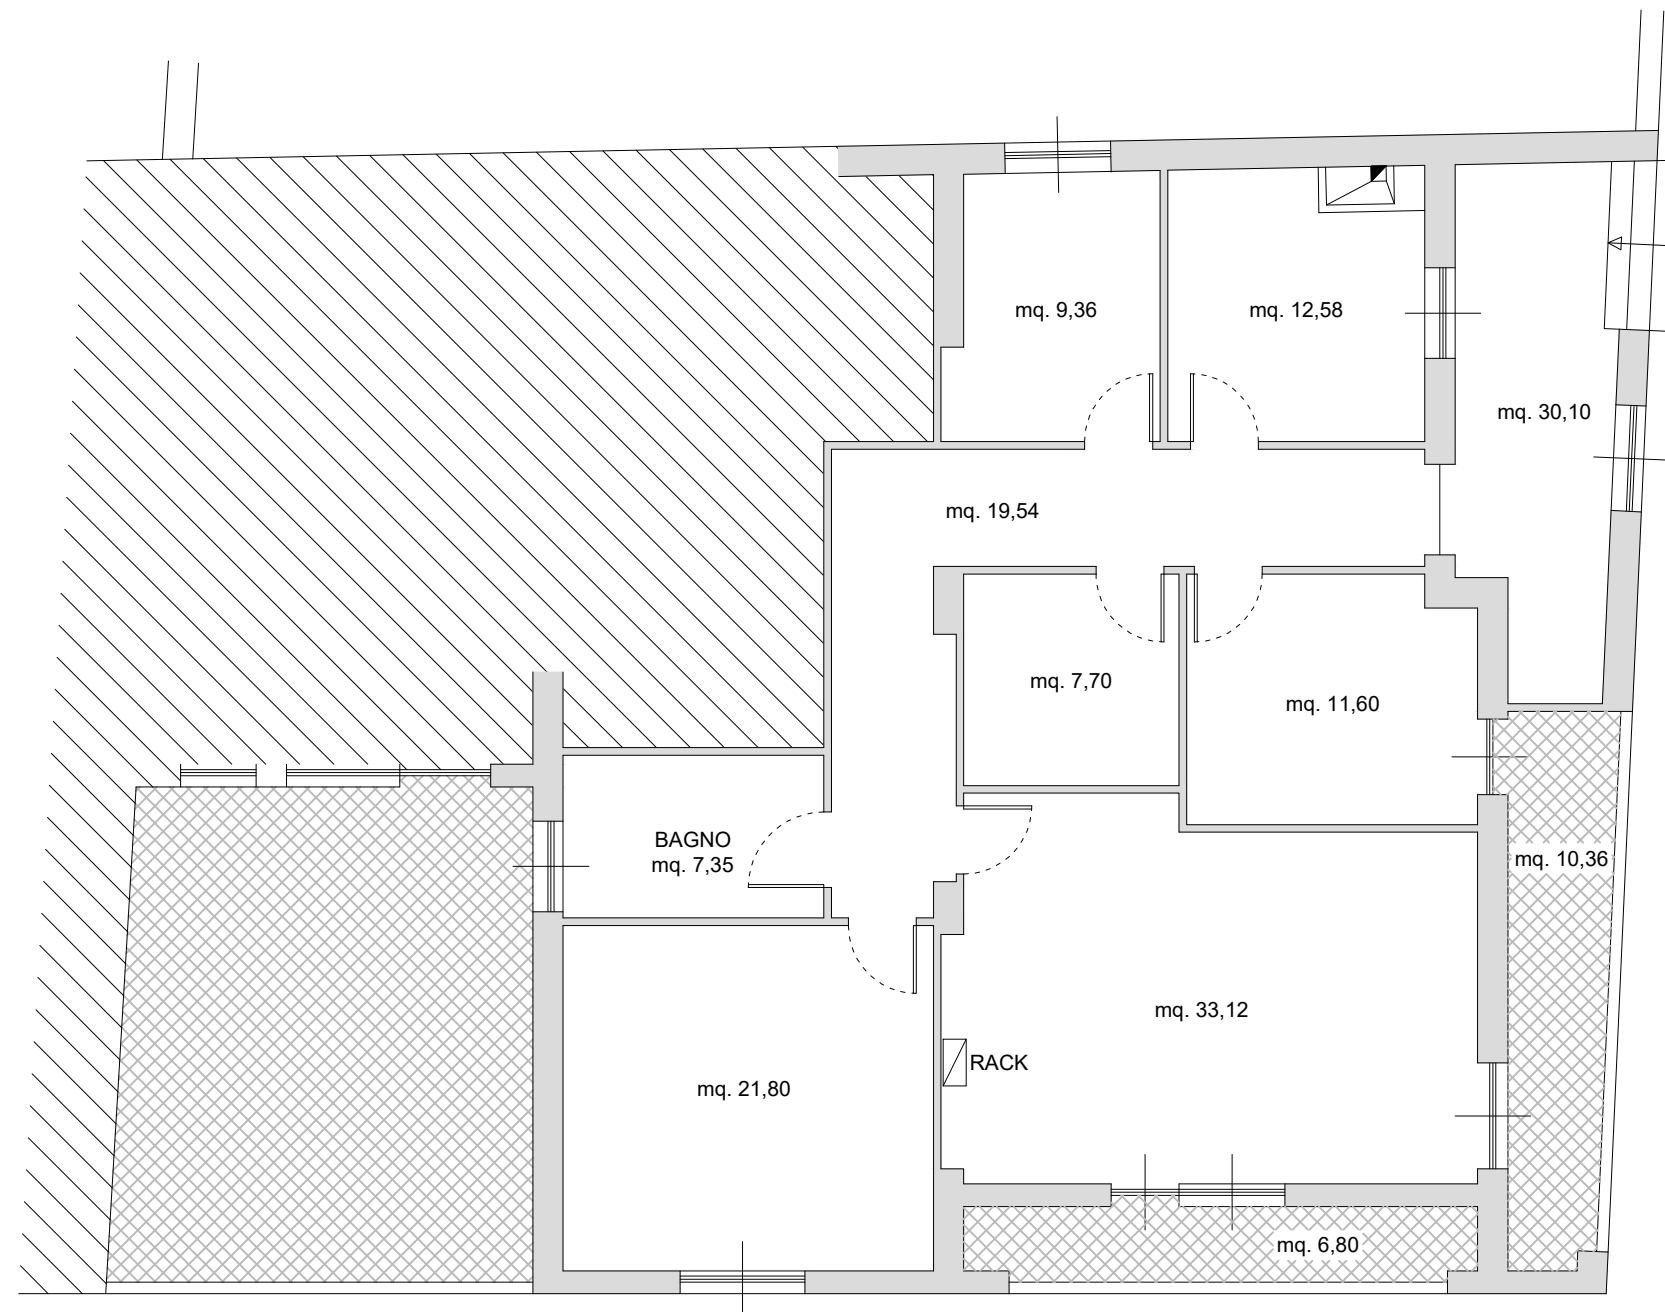 mq. 9,36
mq. 12,58
mq. 30,10
mq. 19,54
mq. 7,70
mq. 11,60
BAGNO
mq. 7,35
mq. 10,36
mq. 33,12
RACK
mq. 21,80
mq. 6,80